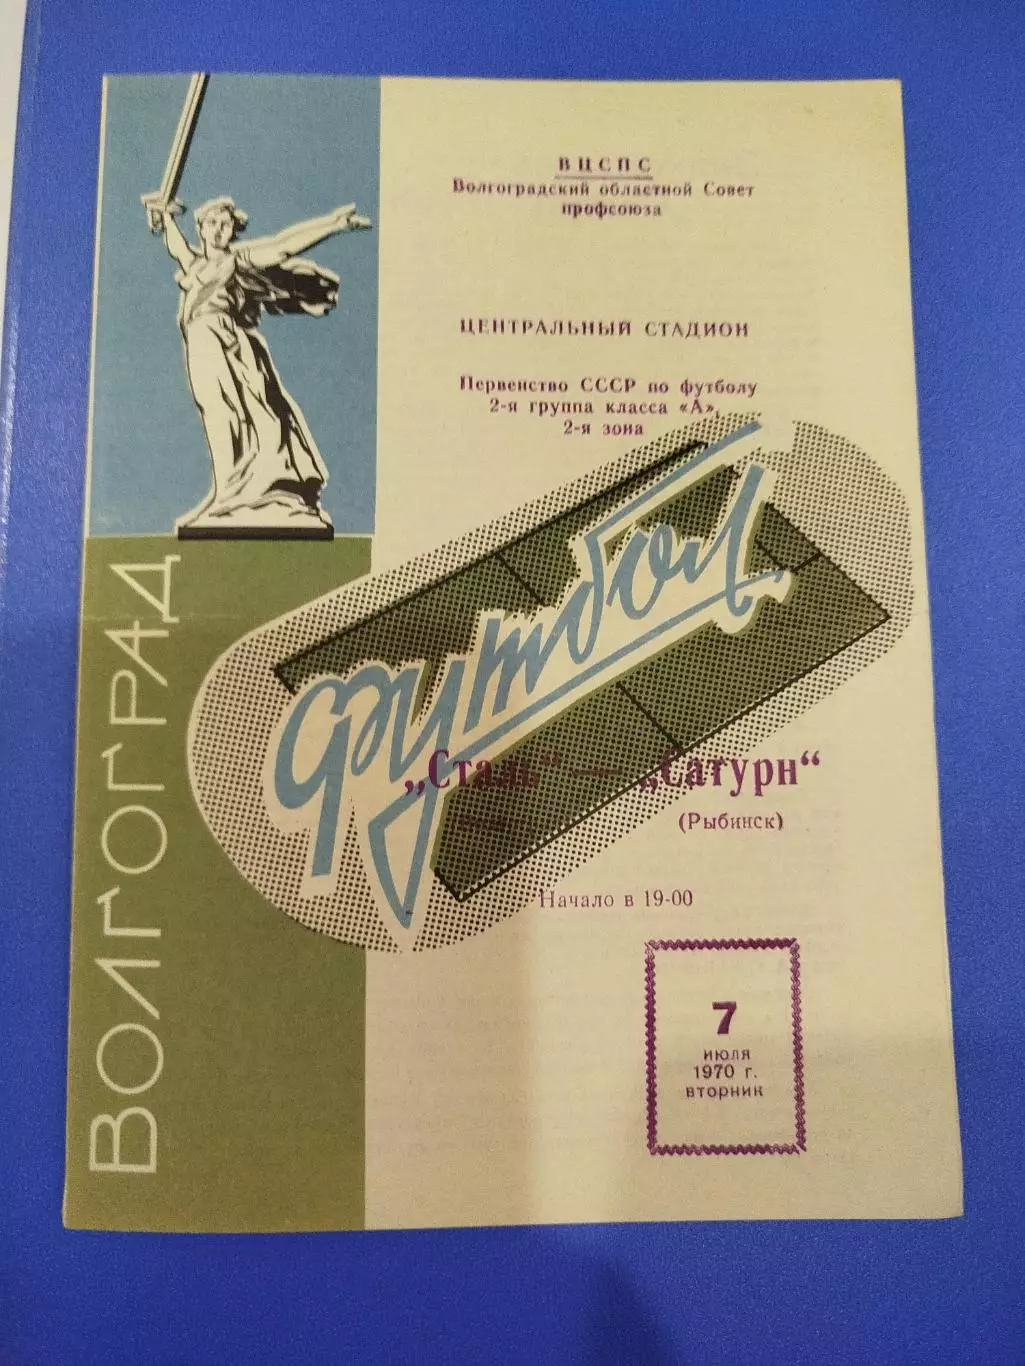 ВЦСПС
Волгоградский областной Совет
профсоюза
ЦЕНТРАЛЬНЫЙ СТАДИОН
Первенство СССР по футболу
2-я группа класса «А»,
2-я зона
Футбол
„Сталь“ — „Сатурн“
(Рыбинск)
Начало в 19-00
7
июля
1970 г.
вторник
ВОЛГОГРАД